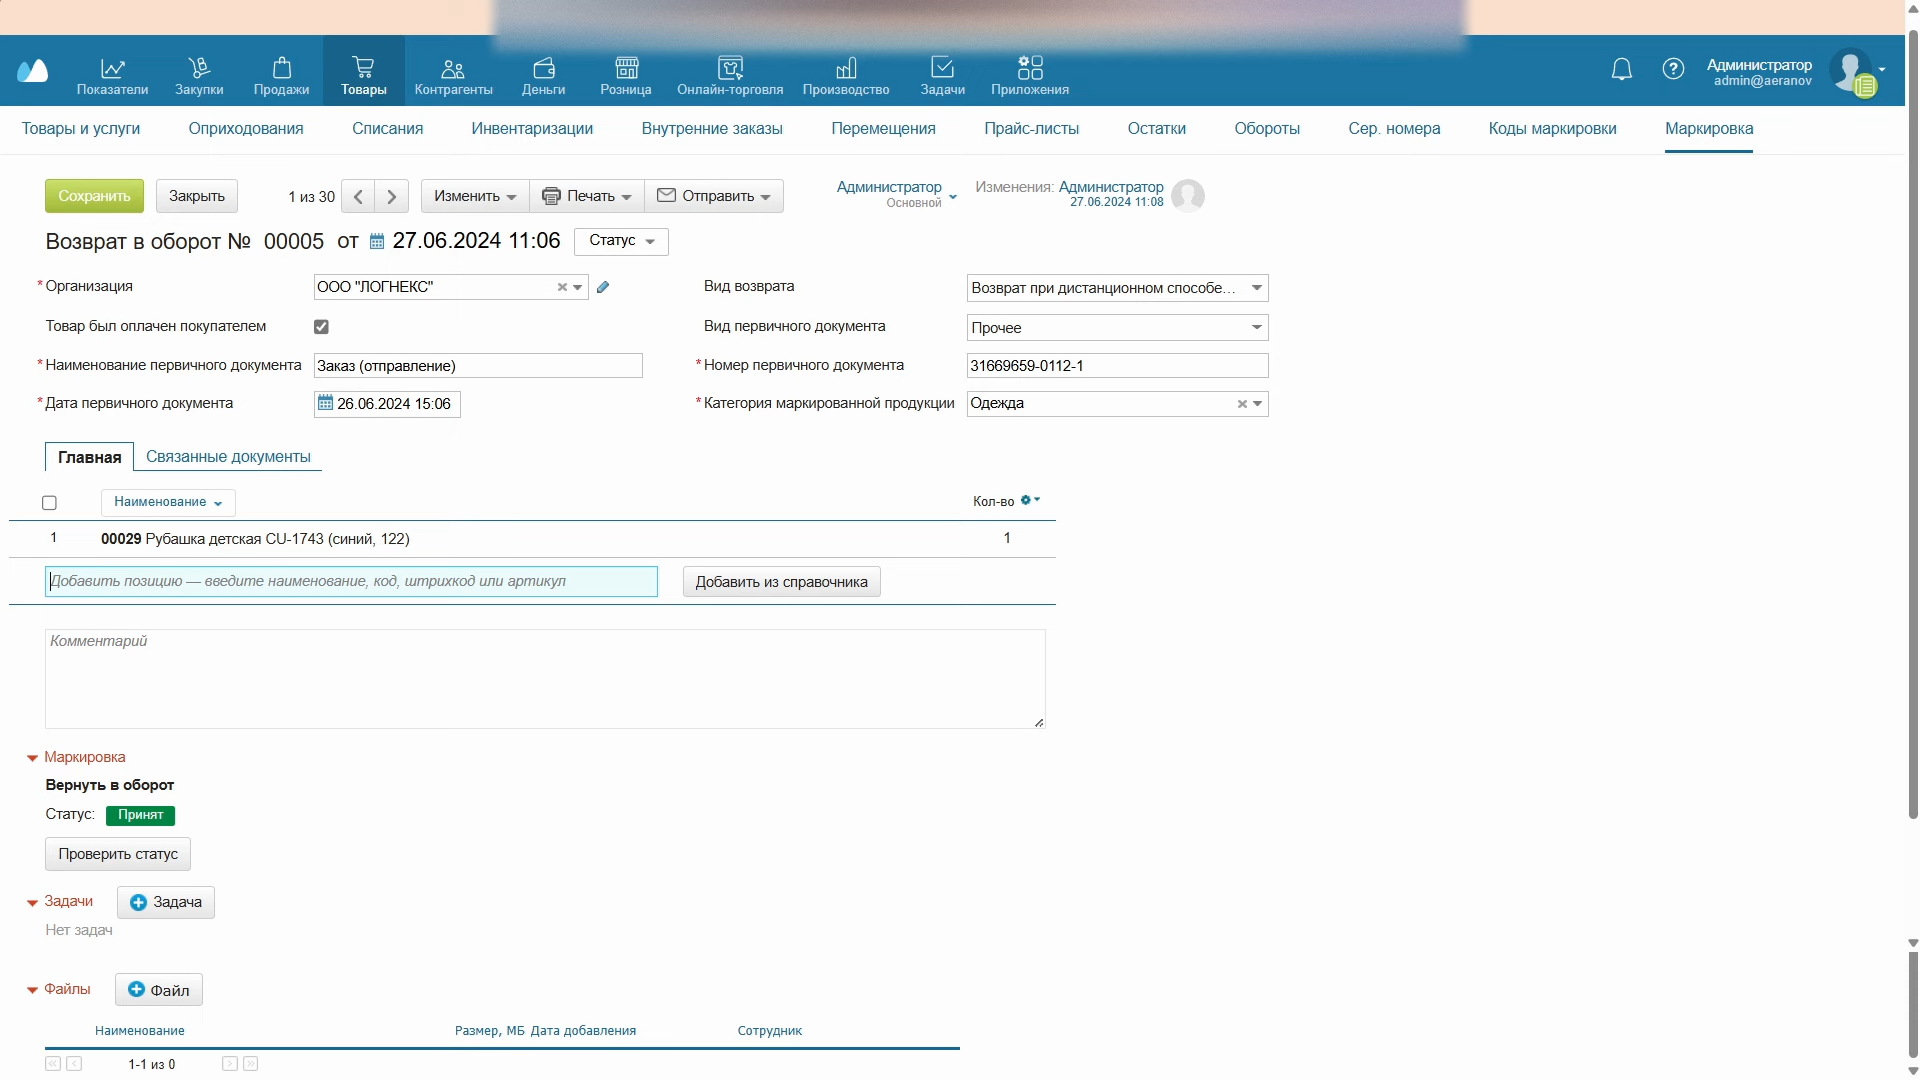 Показатели Закупки Продажи Товары Контрагенты Деньги Розница Онлайн-торговля Производство Задачи Приложения
Администратор
admin@aeranov
Товары и услуги Оприходования Списания Инвентаризации Внутренние заказы Перемещения Прайс-листы Остатки Обороты Сер. номера Коды маркировки Маркировка
Сохранить Закрыть 1 из 30 Изменить Печать Отправить
Администратор
Основной
Изменения: Администратор
27.06.2024 11:08
Возврат в оборот № 00005 от 27.06.2024 11:06 Статус
* Организация ООО "ЛОГНЕКС" Вид возврата Возврат при дистанционном способе...
Товар был оплачен покупателем Вид первичного документа Прочее
* Наименование первичного документа Заказ (отправление) * Номер первичного документа 31669659-0112-1
* Дата первичного документа 26.06.2024 15:06 * Категория маркированной продукции Одежда
Главная Связанные документы
Наименование Кол-во
1 00029 Рубашка детская CU-1743 (синий, 122) 1
Добавить позицию — введите наименование, код, штрихкод или артикул Добавить из справочника
Комментарий
Маркировка
Вернуть в оборот
Статус: Принят
Проверить статус
Задачи Задача
Нет задач
Файлы Файл
Наименование Размер, МБ Дата добавления Сотрудник
1-1 из 0